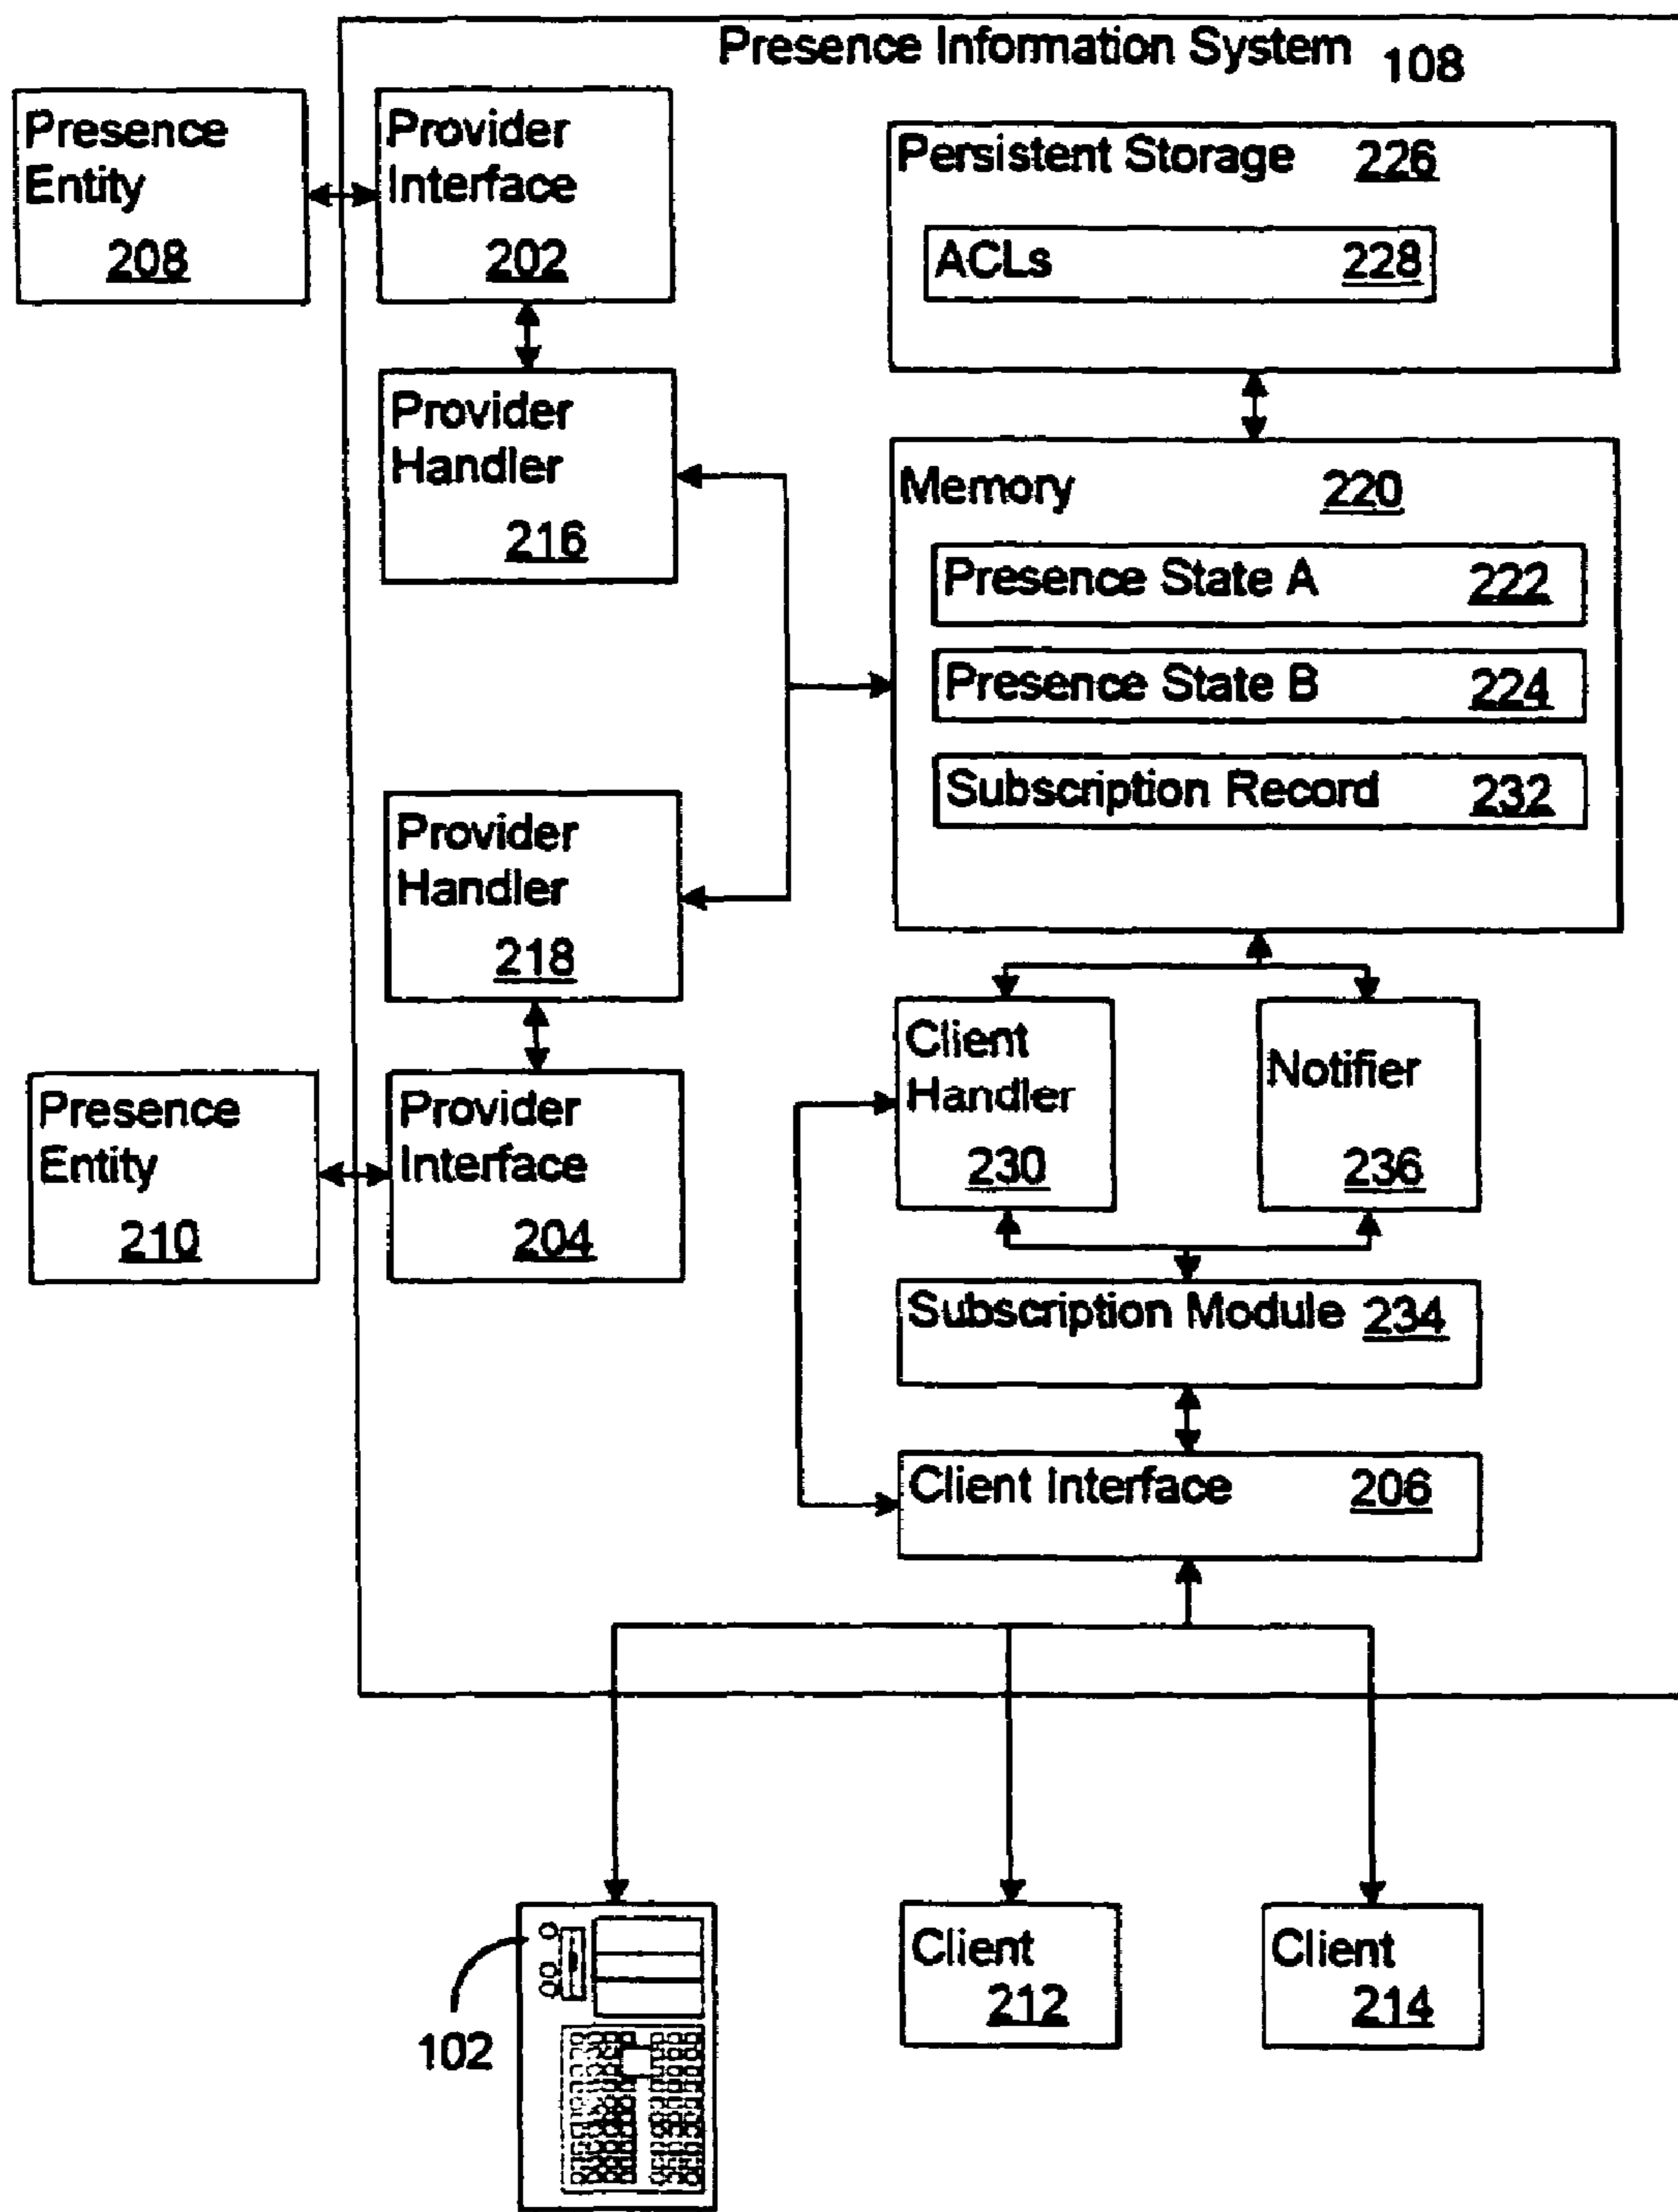 Presence Information System 108
Presence
Entity
208
Provider
Interface
202
Persistent Storage 226
ACLs 228
Provider
Handler
216
Memory 220
Presence State A 222
Presence State B 224
Subscription Record 232
Provider
Handler
218
Client
Handler
230
Notifier
236
Presence
Entity
210
Provider
Interface
204
Subscription Module 234
Client Interface 206
102
Client
212
Client
214